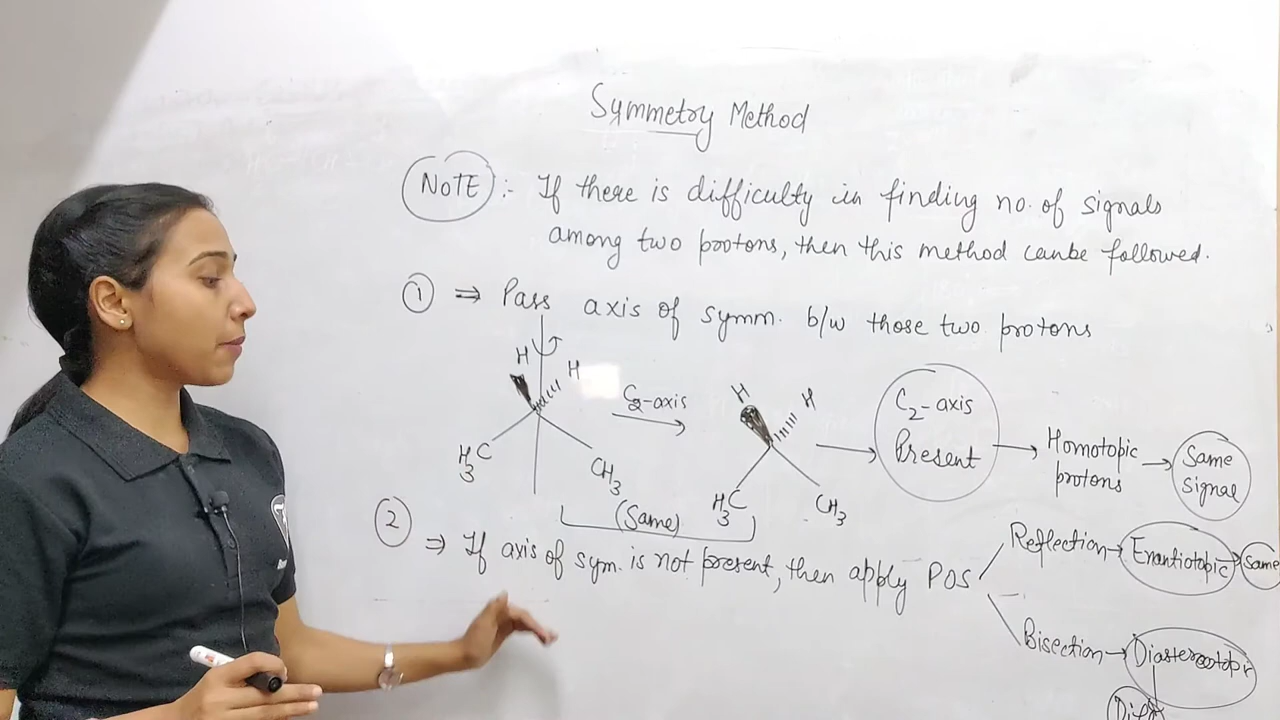 Symmetry Method
NOTE :- If there is difficulty in finding no. of signals
among two protons, then this method canbe followed.
① ⇒ Pass axis of symm. b/w those two protons
H H
H₃C CH₃
C₂-axis
H H
H₃C CH₃
(Same)
C₂-axis
Present
Homotopic
protons
Same
signal
② ⇒ If axis of sym. is not present, then apply POS
Reflection → Enantiotopic → Same
Bisection → Diastereotopic